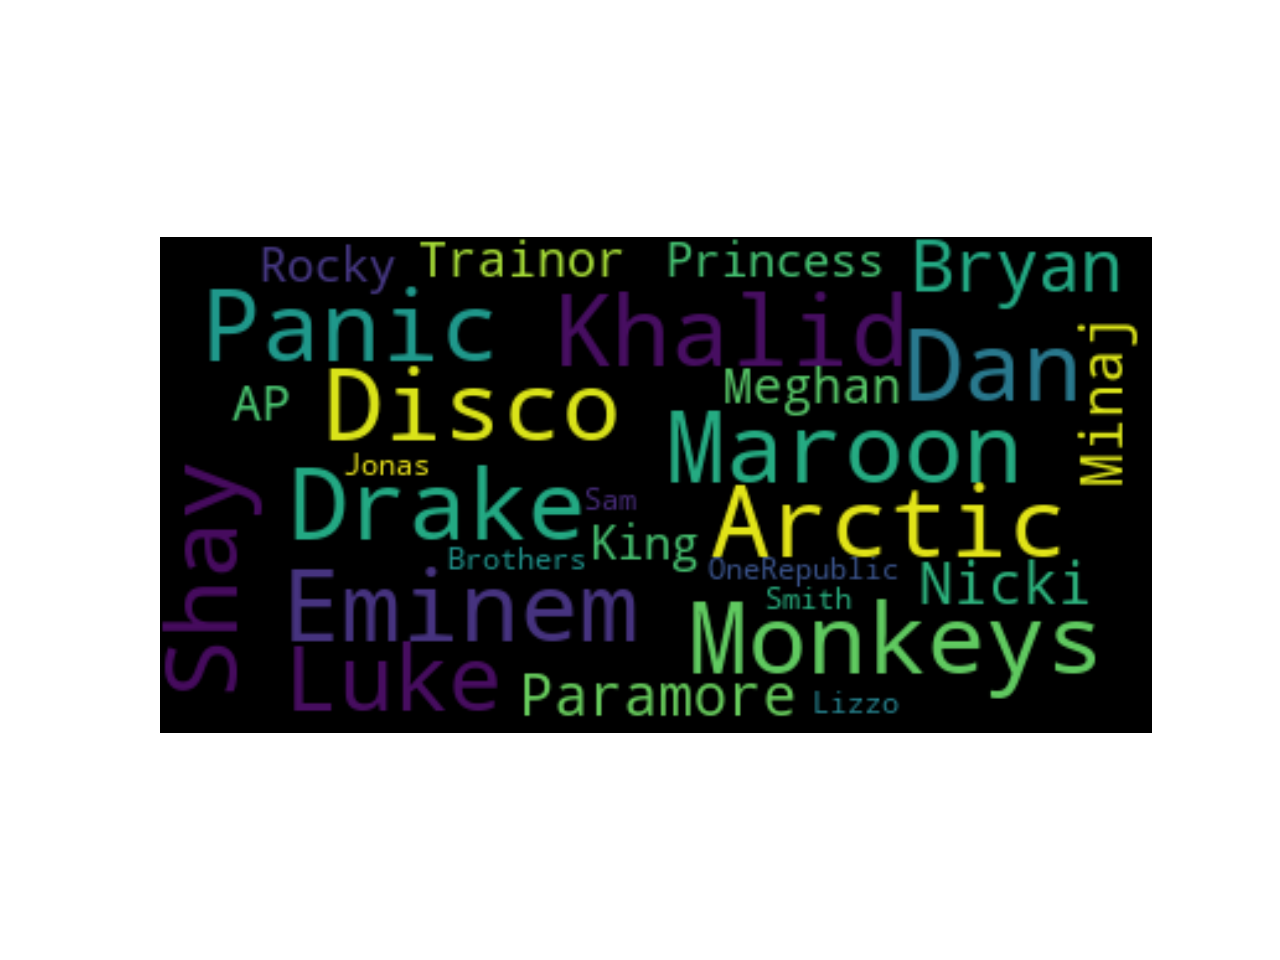 Rocky
Trainor
Princess
Bryan
Panic
Khalid
Dan
Minaj
AP
Disco
Meghan
Maroon
Jonas
Drake
Sam
King
Arctic
Shay
Brothers
OneRepublic
Nicki
Eminem
Smith
Monkeys
Luke
Paramore
Lizzo